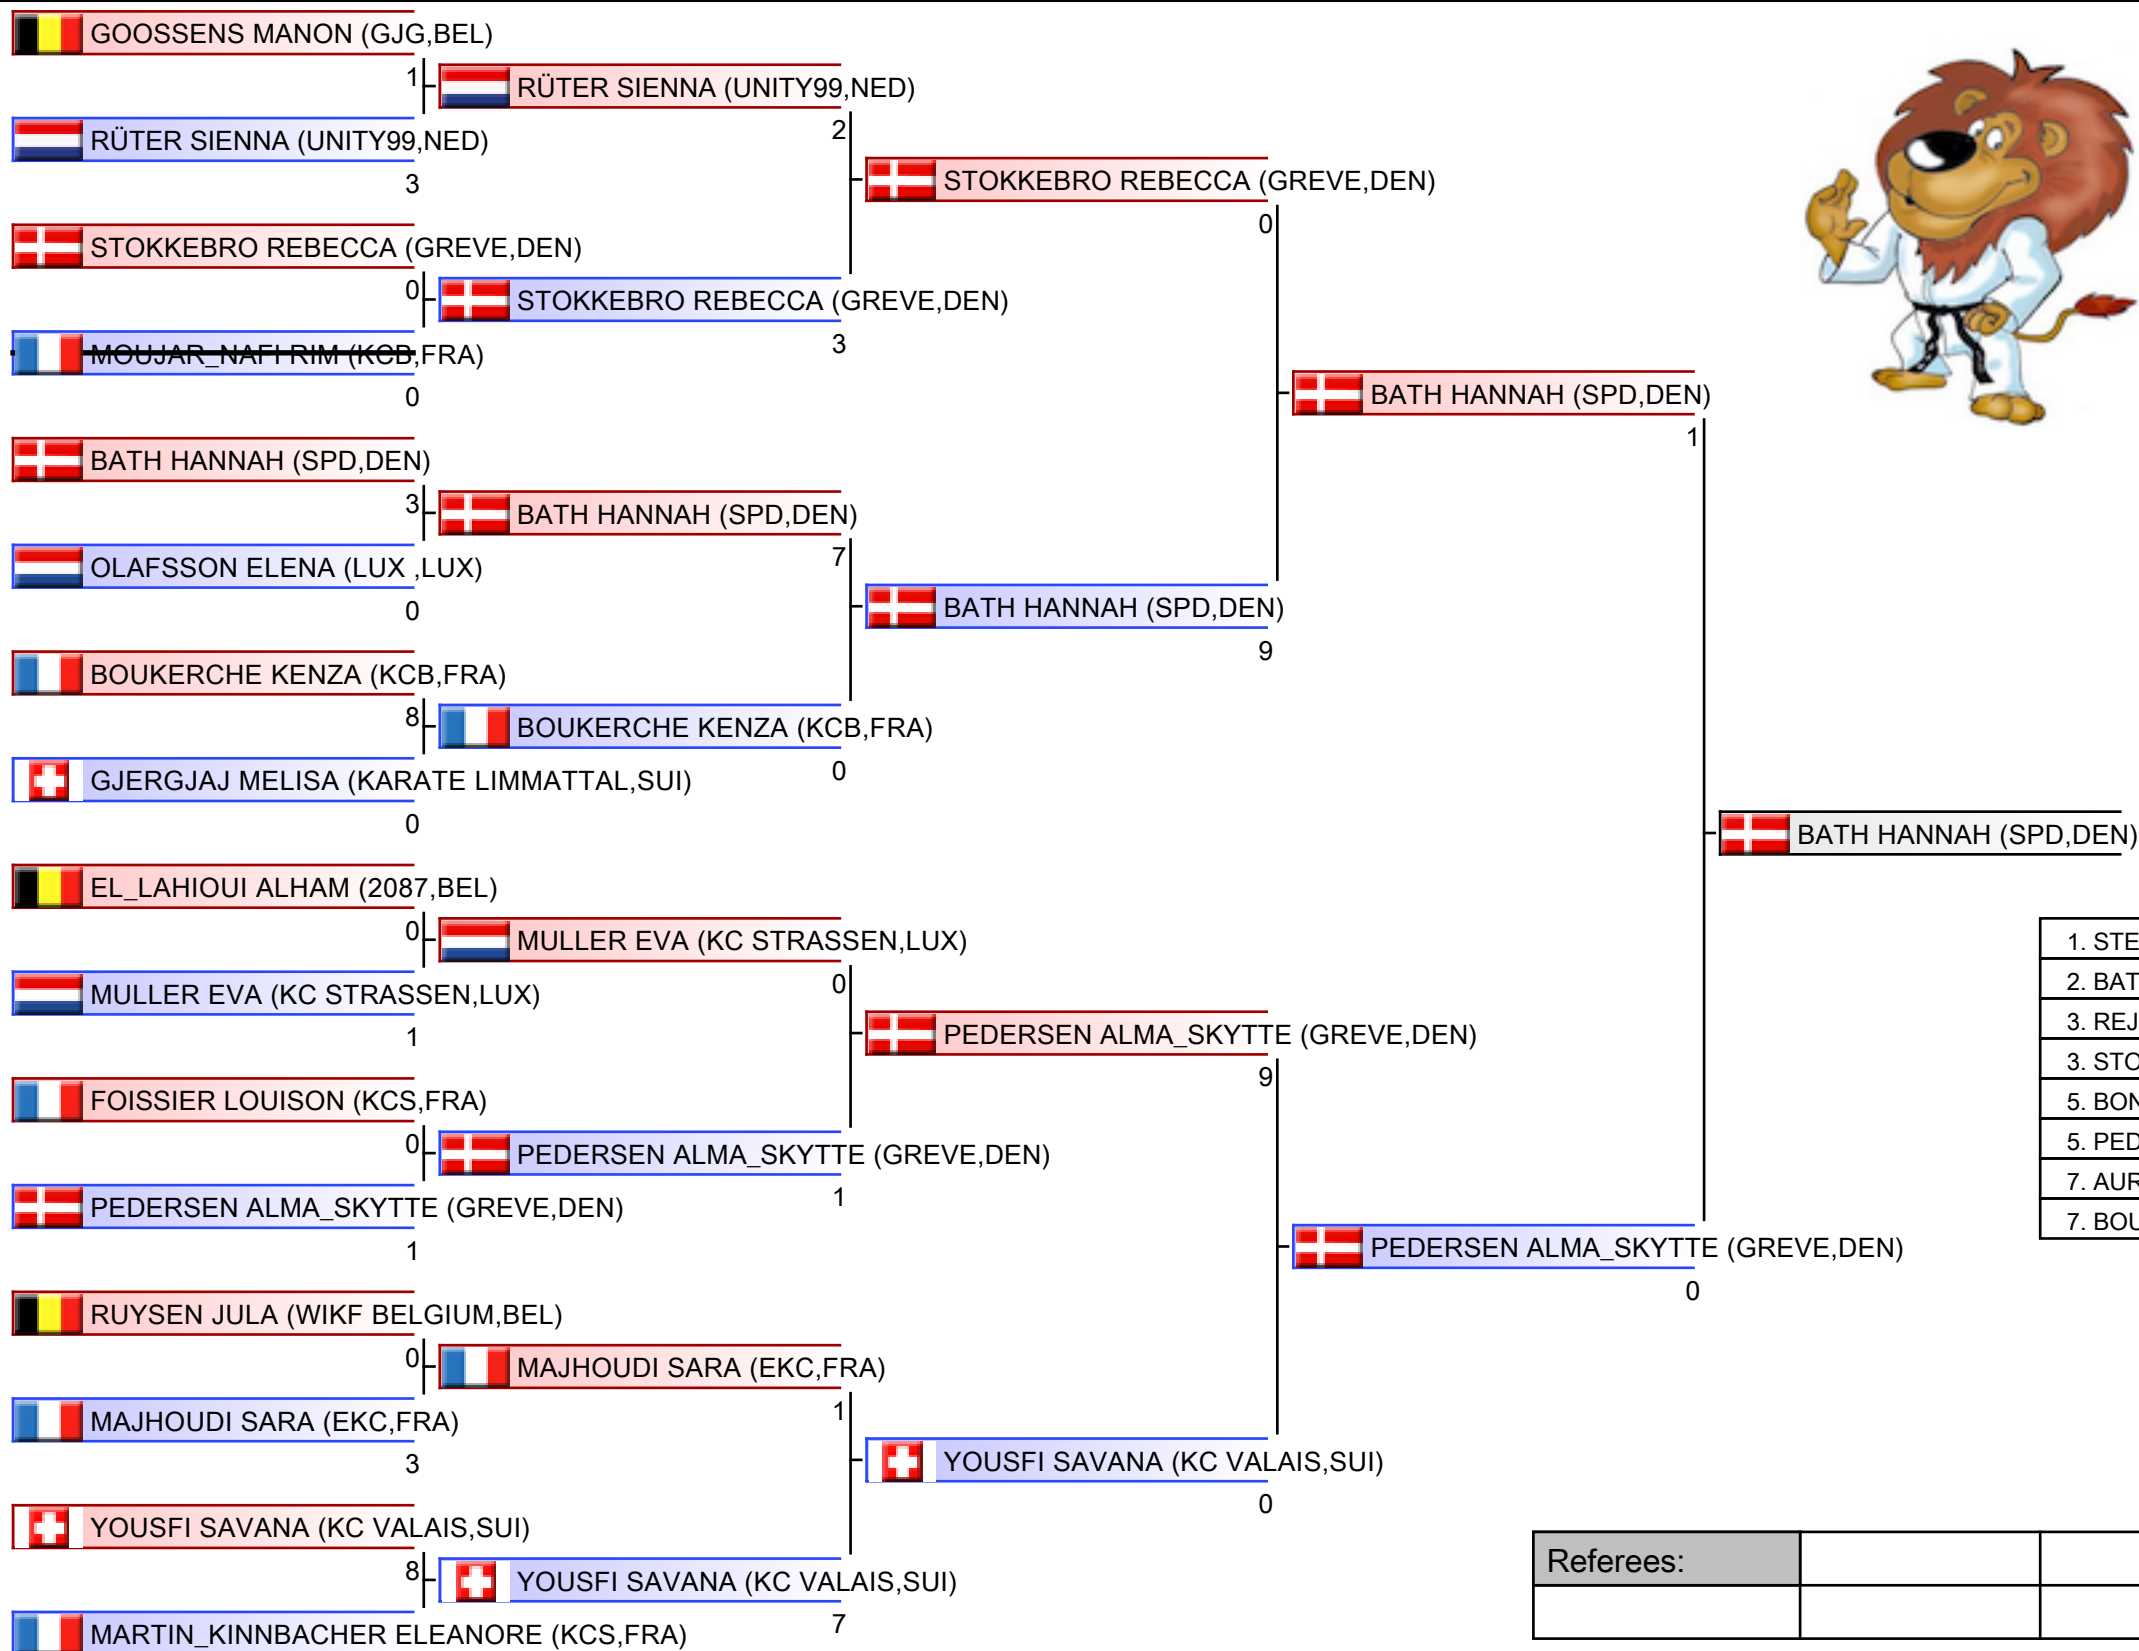 GOOSSENS MANON (GJG,BEL)
1
RÜTER SIENNA (UNITY99,NED)
3
STOKKEBRO REBECCA (GREVE,DEN)
0
MOUJAR_NAFI RIM (KCB,FRA)
0
BATH HANNAH (SPD,DEN)
3
OLAFSSON ELENA (LUX ,LUX)
0
BOUKERCHE KENZA (KCB,FRA)
8
GJERGJAJ MELISA (KARATE LIMMATTAL,SUI)
0
EL_LAHIOUI ALHAM (2087,BEL)
0
MULLER EVA (KC STRASSEN,LUX)
1
FOISSIER LOUISON (KCS,FRA)
0
PEDERSEN ALMA_SKYTTE (GREVE,DEN)
1
RUYSEN JULA (WIKF BELGIUM,BEL)
0
MAJHOUDI SARA (EKC,FRA)
3
YOUSFI SAVANA (KC VALAIS,SUI)
8
MARTIN_KINNBACHER ELEANORE (KCS,FRA)
RÜTER SIENNA (UNITY99,NED)
2
STOKKEBRO REBECCA (GREVE,DEN)
3
BATH HANNAH (SPD,DEN)
7
BOUKERCHE KENZA (KCB,FRA)
0
MULLER EVA (KC STRASSEN,LUX)
0
PEDERSEN ALMA_SKYTTE (GREVE,DEN)
1
MAJHOUDI SARA (EKC,FRA)
1
YOUSFI SAVANA (KC VALAIS,SUI)
7
STOKKEBRO REBECCA (GREVE,DEN)
0
BATH HANNAH (SPD,DEN)
9
PEDERSEN ALMA_SKYTTE (GREVE,DEN)
9
YOUSFI SAVANA (KC VALAIS,SUI)
0
BATH HANNAH (SPD,DEN)
1
PEDERSEN ALMA_SKYTTE (GREVE,DEN)
0
BATH HANNAH (SPD,DEN)
1. STE
2. BAT
3. REJ
3. STO
5. BON
5. PED
7. AUR
7. BOU
Referees: